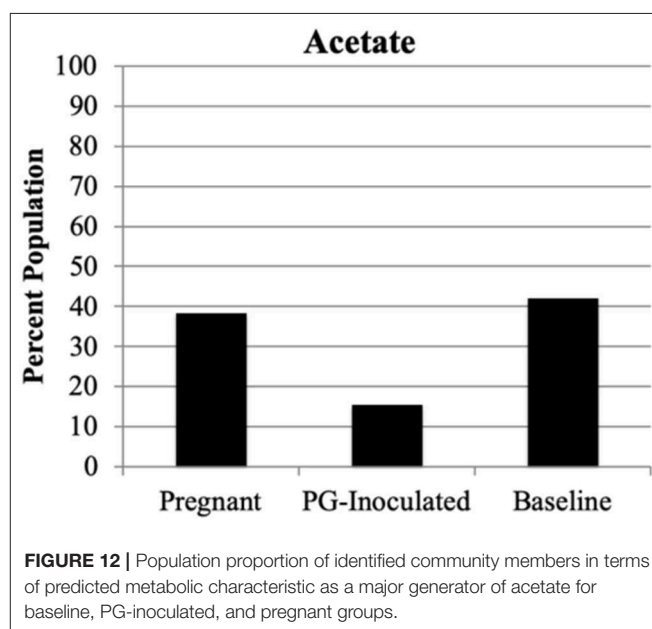 Acetate
100
90
80
70
60
50
40
30
20
10
0
Percent Population
Pregnant PG-Inoculated Baseline
FIGURE 12 | Population proportion of identified community members in terms
of predicted metabolic characteristic as a major generator of acetate for
baseline, PG-inoculated, and pregnant groups.